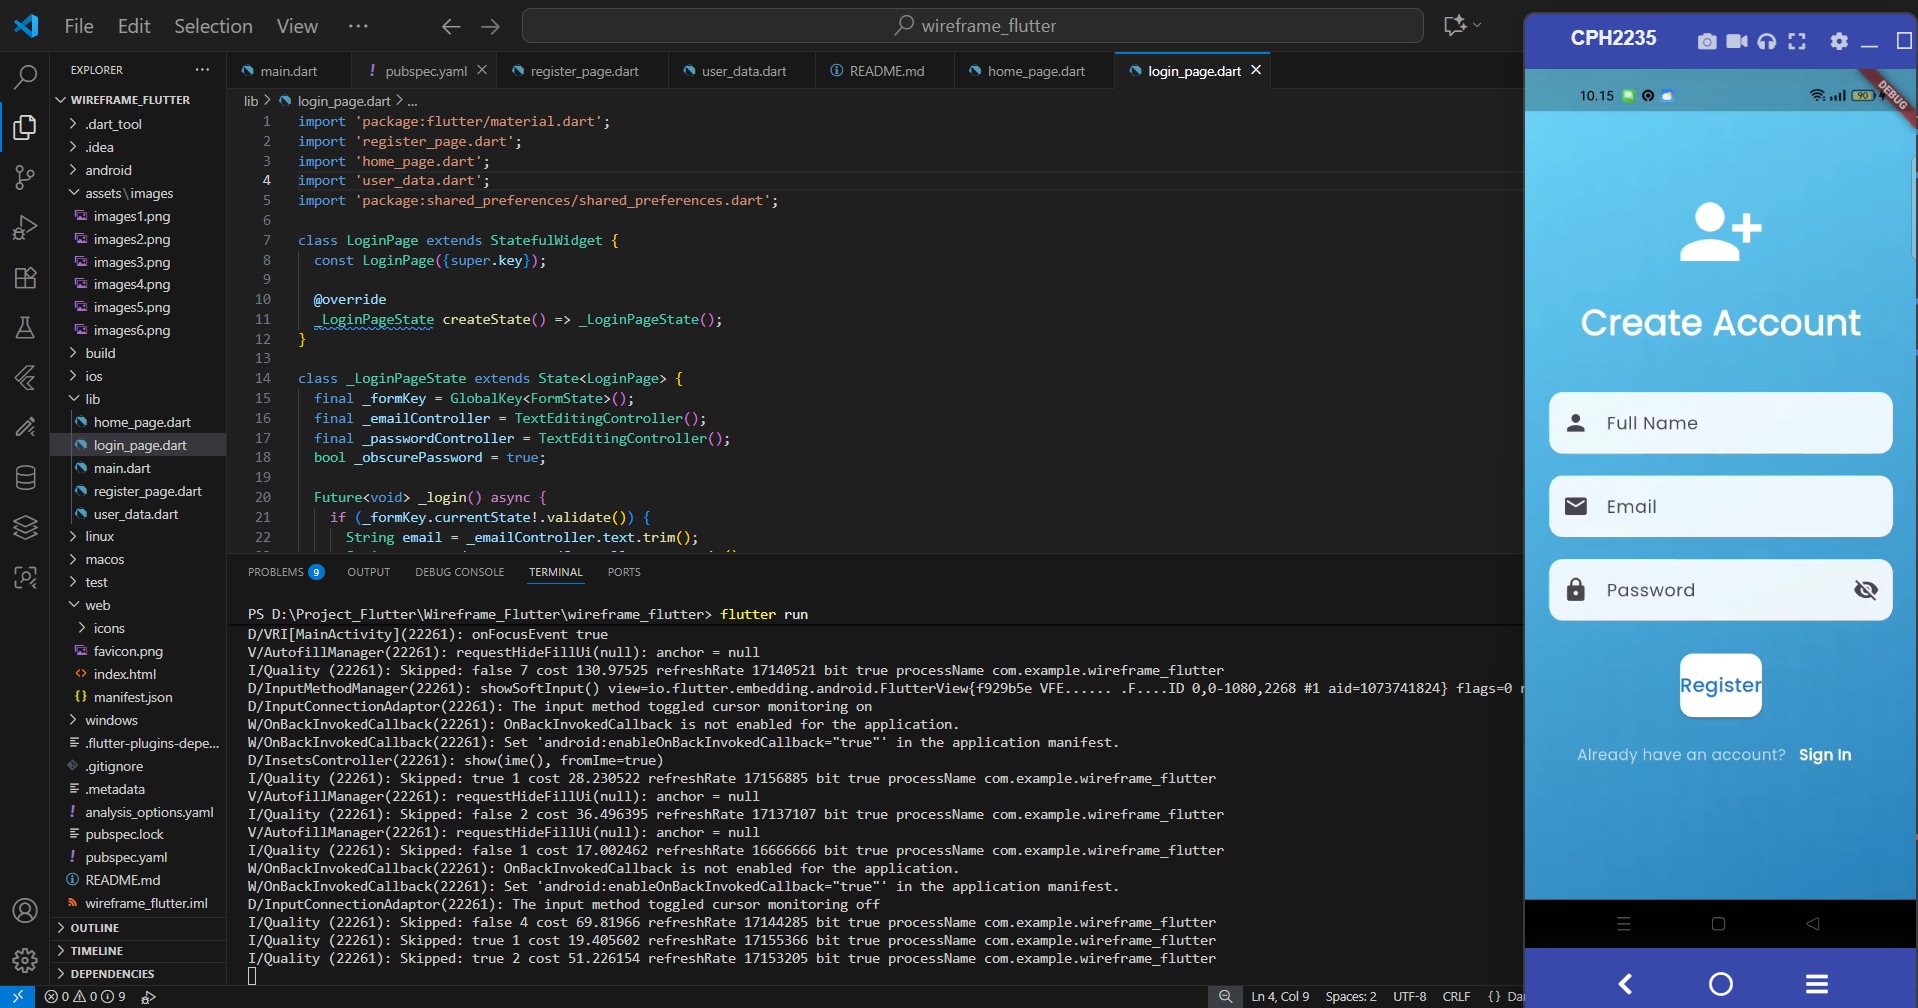 File Edit Selection View ···
wireframe_flutter
EXPLORER ···
WIREFRAME_FLUTTER
.dart_tool
.idea
android
assets\images
images1.png
images2.png
images3.png
images4.png
images5.png
images6.png
build
ios
lib
home_page.dart
login_page.dart
main.dart
register_page.dart
user_data.dart
linux
macos
test
web
icons
favicon.png
index.html
manifest.json
windows
.flutter-plugins-depe...
.gitignore
.metadata
analysis_options.yaml
pubspec.lock
pubspec.yaml
README.md
wireframe_flutter.iml
OUTLINE
TIMELINE
DEPENDENCIES
main.dart pubspec.yaml register_page.dart user_data.dart README.md home_page.dart login_page.dart
lib > login_page.dart > ...
1 import 'package:flutter/material.dart';
2 import 'register_page.dart';
3 import 'home_page.dart';
4 import 'user_data.dart';
5 import 'package:shared_preferences/shared_preferences.dart';
6
7 class LoginPage extends StatefulWidget {
8 const LoginPage({super.key});
9
10 @override
11 _LoginPageState createState() => _LoginPageState();
12 }
13
14 class _LoginPageState extends State<LoginPage> {
15 final _formKey = GlobalKey<FormState>();
16 final _emailController = TextEditingController();
17 final _passwordController = TextEditingController();
18 bool _obscurePassword = true;
19
20 Future<void> _login() async {
21 if (_formKey.currentState!.validate()) {
22 String email = _emailController.text.trim();
PROBLEMS 9 OUTPUT DEBUG CONSOLE TERMINAL PORTS
PS D:\Project_Flutter\Wireframe_Flutter\wireframe_flutter> flutter run
D/VRI[MainActivity](22261): onFocusEvent true
V/AutofillManager(22261): requestHideFillUi(null): anchor = null
I/Quality (22261): Skipped: false 7 cost 130.97525 refreshRate 17140521 bit true processName com.example.wireframe_flutter
D/InputMethodManager(22261): showSoftInput() view=io.flutter.embedding.android.FlutterView{f929b5e VFE...... .F....ID 0,0-1080,2268 #1 aid=1073741824} flags=0
D/InputConnectionAdaptor(22261): The input method toggled cursor monitoring on
W/OnBackInvokedCallback(22261): OnBackInvokedCallback is not enabled for the application.
W/OnBackInvokedCallback(22261): Set 'android:enableOnBackInvokedCallback="true"' in the application manifest.
D/InsetsController(22261): show(ime(), fromIme=true)
I/Quality (22261): Skipped: true 1 cost 28.230522 refreshRate 17156885 bit true processName com.example.wireframe_flutter
V/AutofillManager(22261): requestHideFillUi(null): anchor = null
I/Quality (22261): Skipped: false 2 cost 36.496395 refreshRate 17137107 bit true processName com.example.wireframe_flutter
V/AutofillManager(22261): requestHideFillUi(null): anchor = null
I/Quality (22261): Skipped: false 1 cost 17.002462 refreshRate 16666666 bit true processName com.example.wireframe_flutter
W/OnBackInvokedCallback(22261): OnBackInvokedCallback is not enabled for the application.
W/OnBackInvokedCallback(22261): Set 'android:enableOnBackInvokedCallback="true"' in the application manifest.
D/InputConnectionAdaptor(22261): The input method toggled cursor monitoring off
I/Quality (22261): Skipped: false 4 cost 69.81966 refreshRate 17144285 bit true processName com.example.wireframe_flutter
I/Quality (22261): Skipped: true 1 cost 19.405602 refreshRate 17155366 bit true processName com.example.wireframe_flutter
I/Quality (22261): Skipped: true 2 cost 51.226154 refreshRate 17153205 bit true processName com.example.wireframe_flutter
0 0 9
Ln 4, Col 9 Spaces: 2 UTF-8 CRLF {}
CPH2235
10.15 90
DEBUG
Create Account
Full Name
Email
Password
Register
Already have an account? Sign In